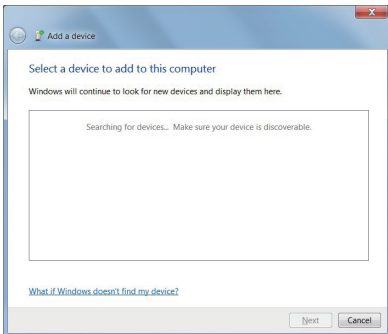 Add a device
Select a device to add to this computer
Windows will continue to look for new devices and display them here.
Searching for devices... Make sure your device is discoverable.
What if Windows doesn't find my device?
Next Cancel